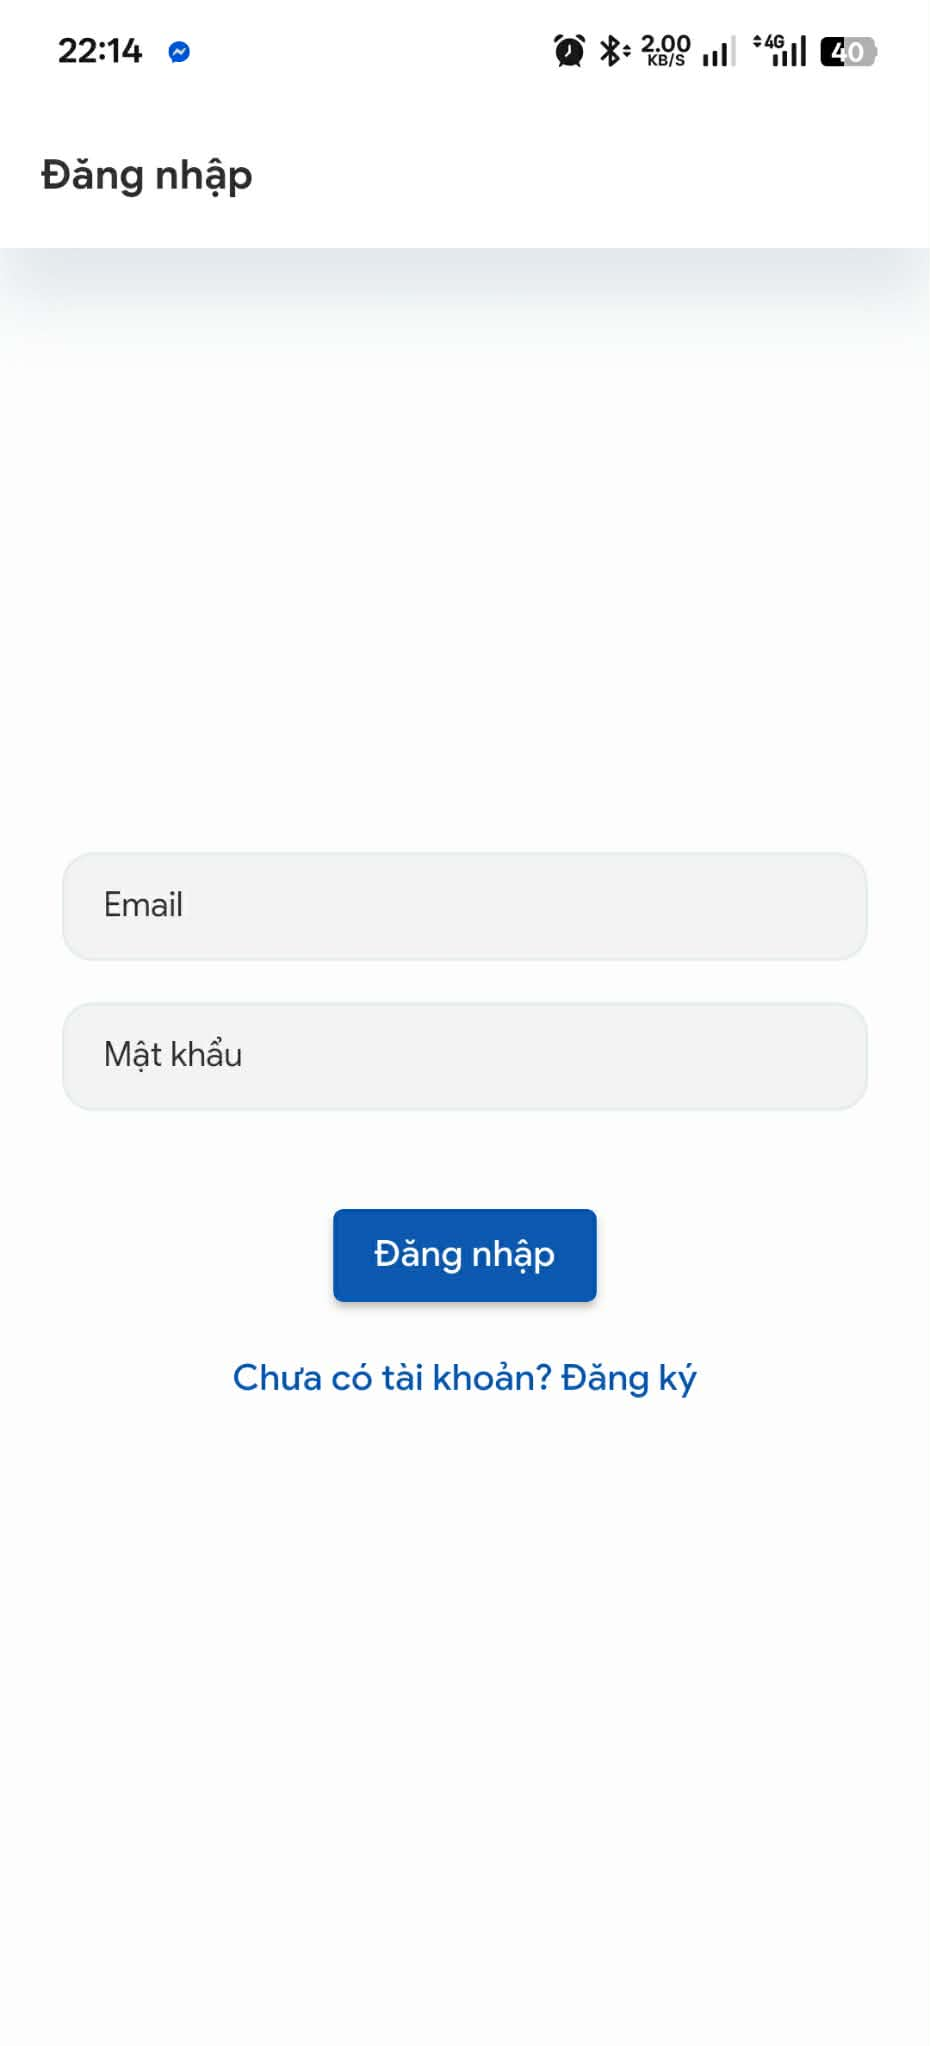 22:14 2.00 KB/S 4G 40
Đăng nhập
Email
Mật khẩu
Đăng nhập
Chưa có tài khoản? Đăng ký